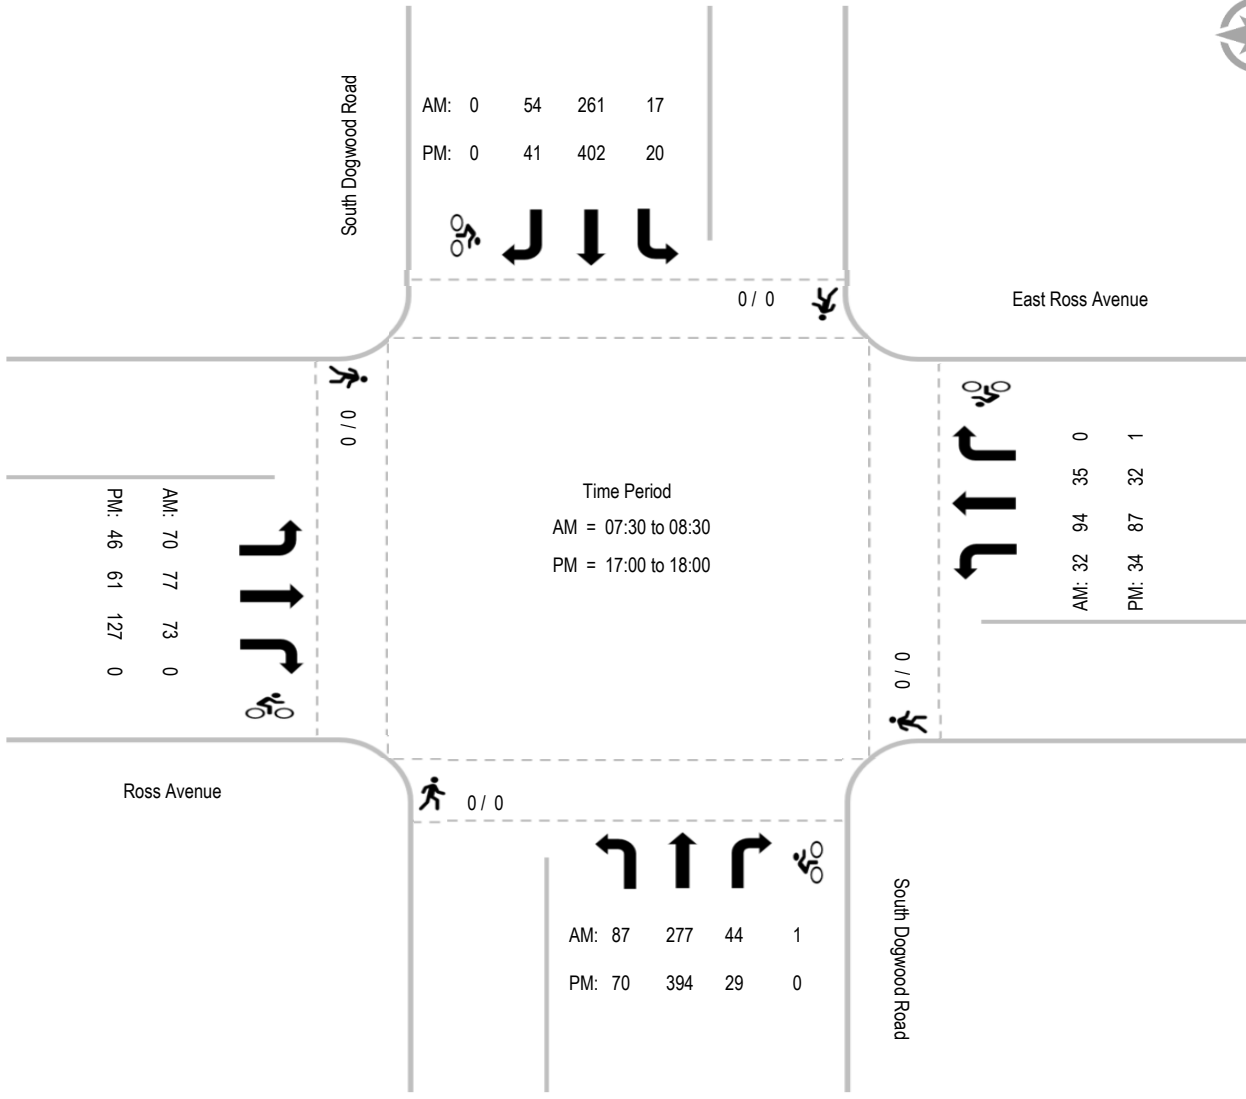 South Dogwood Road
AM: 0 54 261 17
PM: 0 41 402 20
0 / 0
East Ross Avenue
0 / 0
AM: 70 77 73 0
PM: 46 61 127 0
Time Period
AM = 07:30 to 08:30
PM = 17:00 to 18:00
AM: 32 94 35 0
PM: 34 87 32 1
0 / 0
Ross Avenue
0 / 0
AM: 87 277 44 1
PM: 70 394 29 0
South Dogwood Road